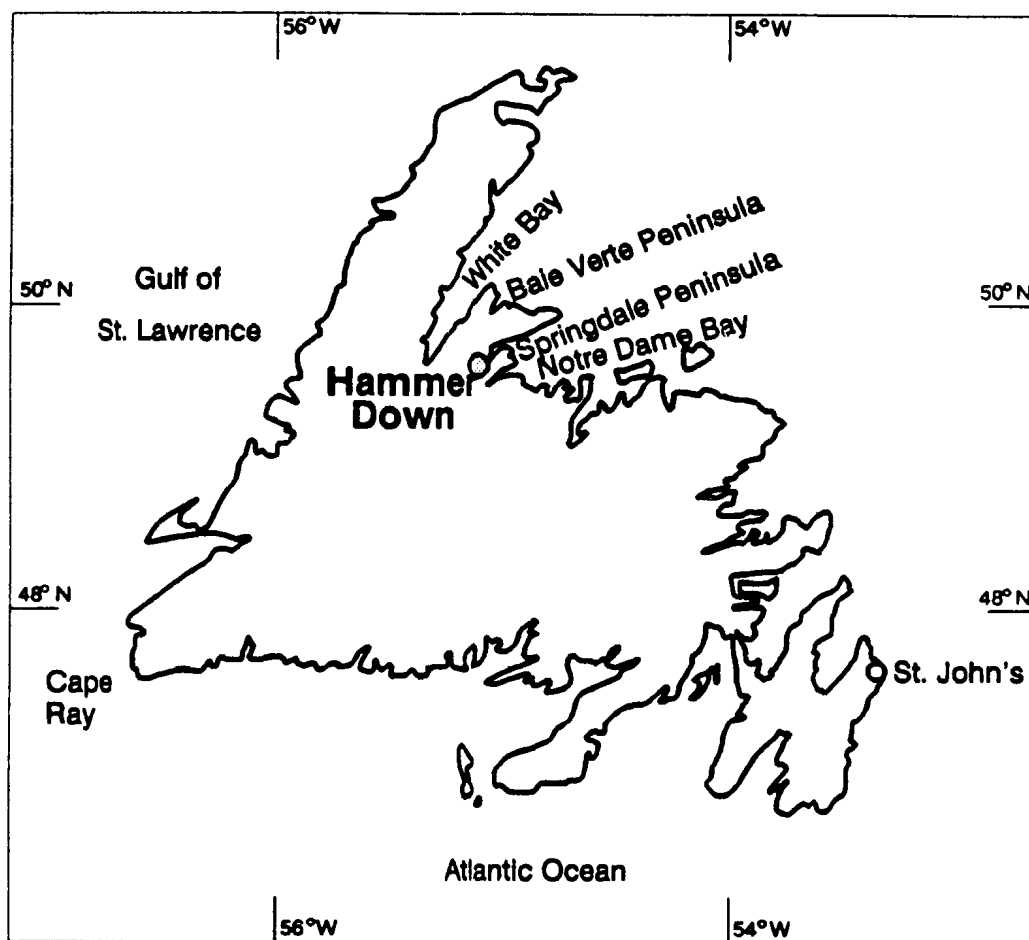 56°W
54°W
White Bay
Baie Verte Peninsula
Gulf of
St. Lawrence
50° N
50° N
Springdale Peninsula
Notre Dame Bay
Hammer
Down
48° N
48° N
Cape
Ray
St. John's
Atlantic Ocean
56°W
54°W